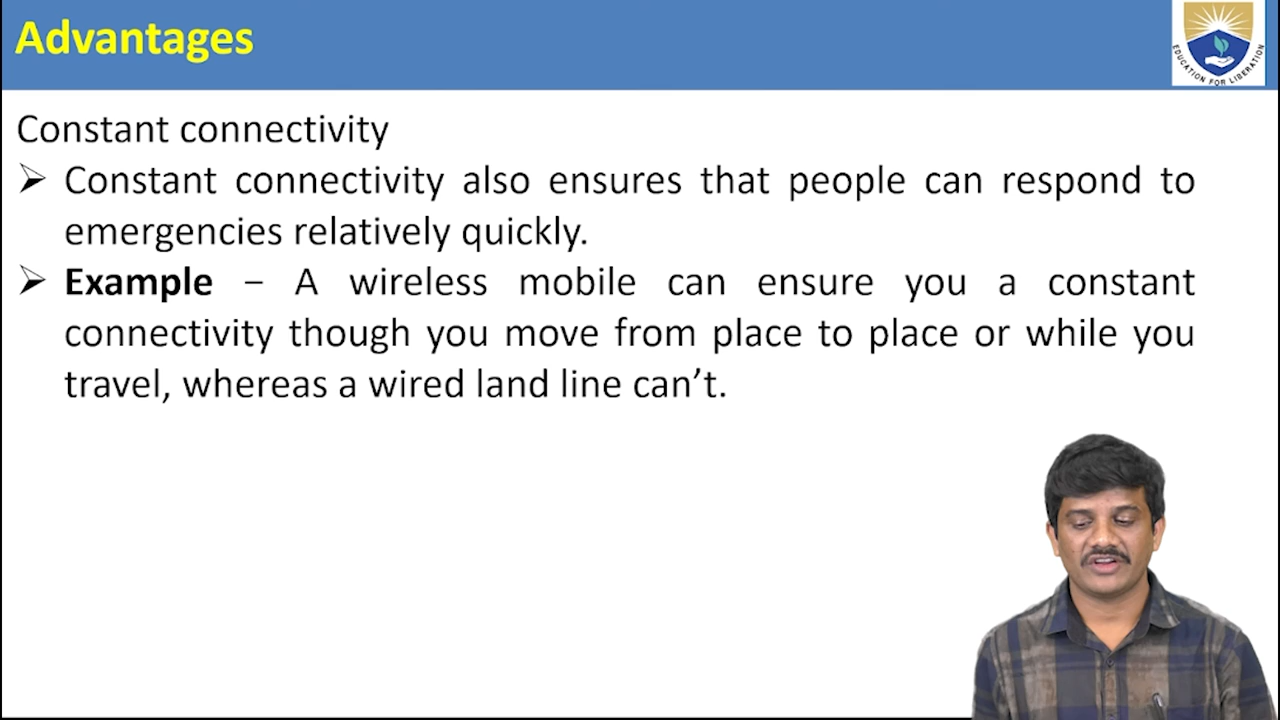 Advantages
EDUCATION FOR LIBERATION
Constant connectivity
➢ Constant connectivity also ensures that people can respond to
emergencies relatively quickly.
➢ Example − A wireless mobile can ensure you a constant
connectivity though you move from place to place or while you
travel, whereas a wired land line can’t.